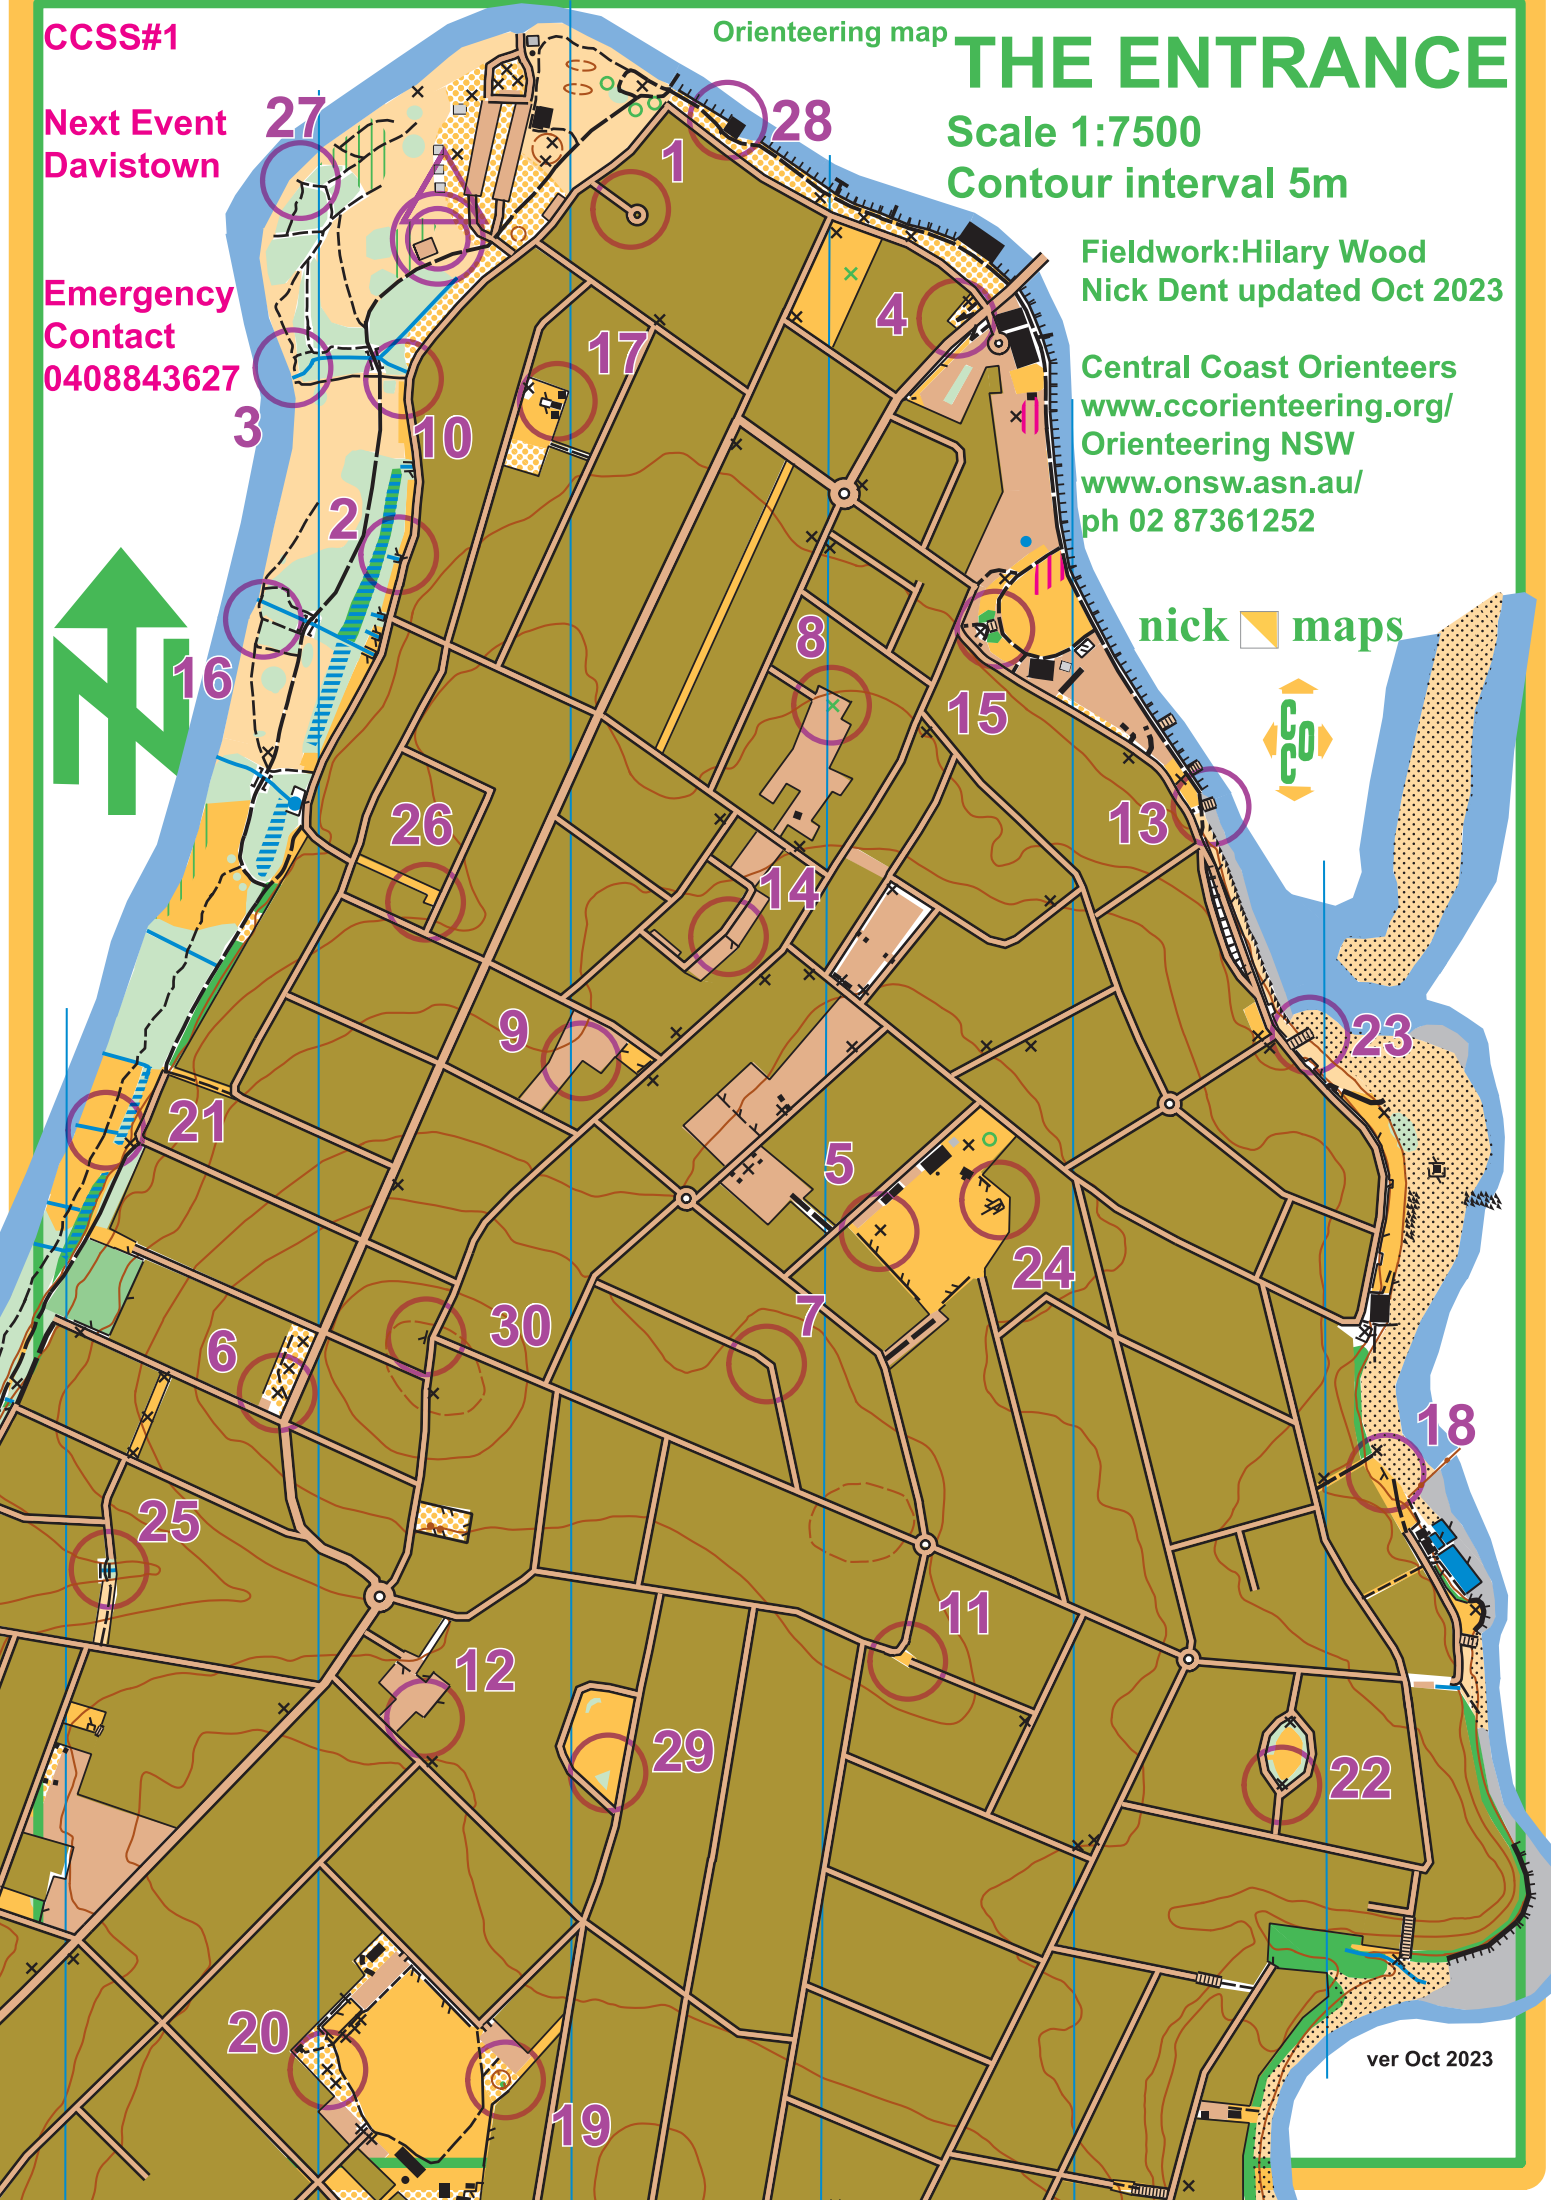 CCSS#1
Orienteering map
THE ENTRANCE
Next Event
Davistown
Scale 1:7500
Contour interval 5m
Emergency
Contact
0408843627
Fieldwork:Hilary Wood
Nick Dent updated Oct 2023
Central Coast Orienteers
www.ccorienteering.org/
Orienteering NSW
www.onsw.asn.au/
ph 02 87361252
nick maps
COC
N
27
28
1
4
17
3
10
2
8
16
15
13
26
14
9
23
21
5
24
30
7
6
18
25
11
12
29
22
20
19
ver Oct 2023